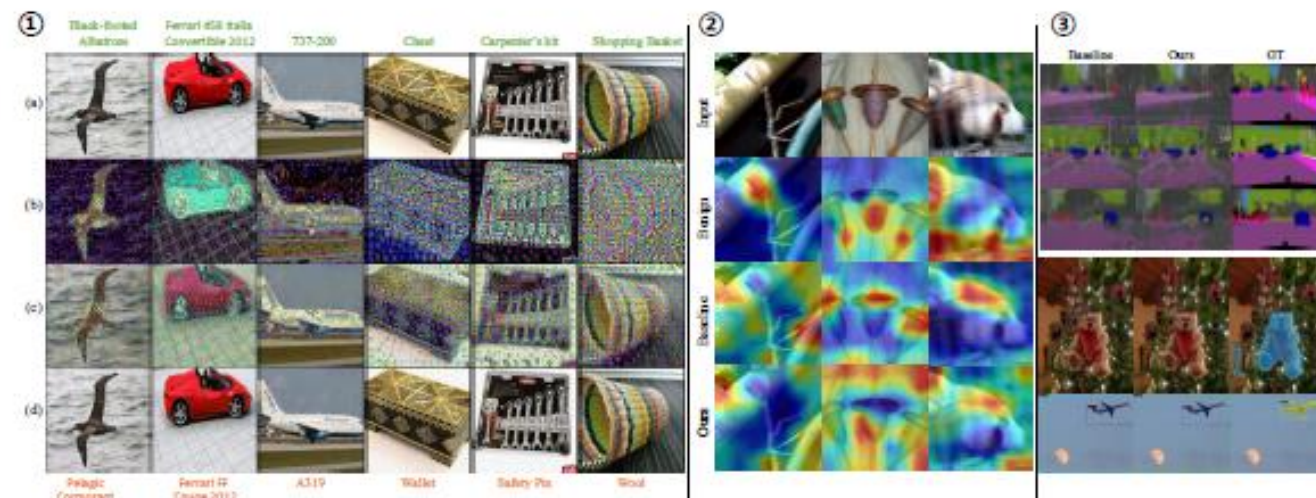 ①
Black-footed
Albatross
Ferrari 458 Italia
Convertible 2012
737-200
Chest
Carpenter's kit
Shopping Basket
(a)
(b)
(c)
(d)
Pelagic
Cormorant
Ferrari FF
Coupe 2012
A319
Wallet
Safety Pin
Wool
②
Input
Benign
Baseline
Ours
③
Baseline
Ours
GT